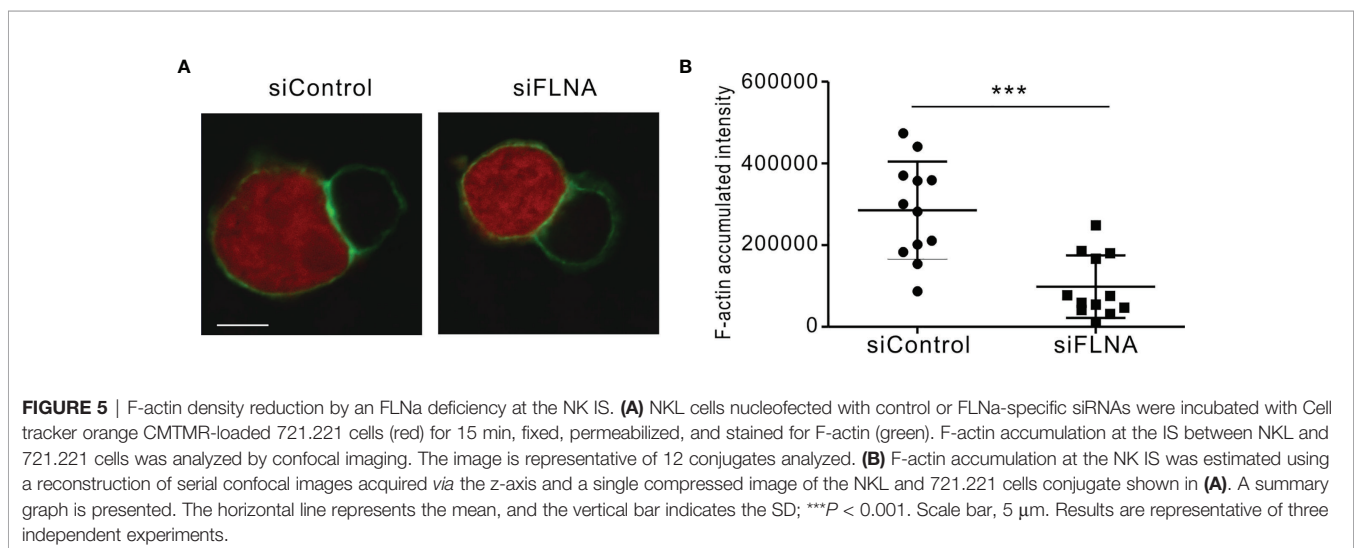 A
siControl
siFLNA
B
F-actin accumulated intensity
600000
400000
200000
0
***
siControl
siFLNA
FIGURE 5 | F-actin density reduction by an FLNa deficiency at the NK IS. (A) NKL cells nucleofected with control or FLNa-specific siRNAs were incubated with Cell
tracker orange CMTMR-loaded 721.221 cells (red) for 15 min, fixed, permeabilized, and stained for F-actin (green). F-actin accumulation at the IS between NKL and
721.221 cells was analyzed by confocal imaging. The image is representative of 12 conjugates analyzed. (B) F-actin accumulation at the NK IS was estimated using
a reconstruction of serial confocal images acquired via the z-axis and a single compressed image of the NKL and 721.221 cells conjugate shown in (A). A summary
graph is presented. The horizontal line represents the mean, and the vertical bar indicates the SD; ***P < 0.001. Scale bar, 5 μm. Results are representative of three
independent experiments.